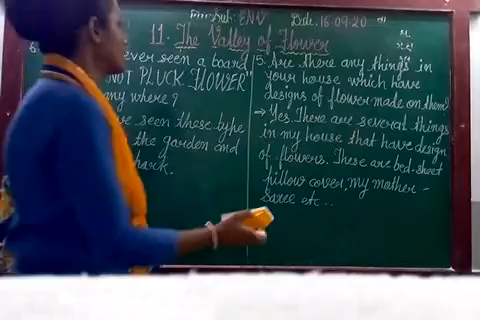 Sub: ENV Date. 16.09.20
11. The Valley of Flower
ever seen a board
NOT PLUCK FLOWER"
any where?
have seen these type
the garden and
park.
5. Are there any things in
your house which have
designs of flower made on them?
→ Yes. There are several things
in my house that have design
of flowers. These are bed-sheet
pillow cover, my mother -
Saree etc..